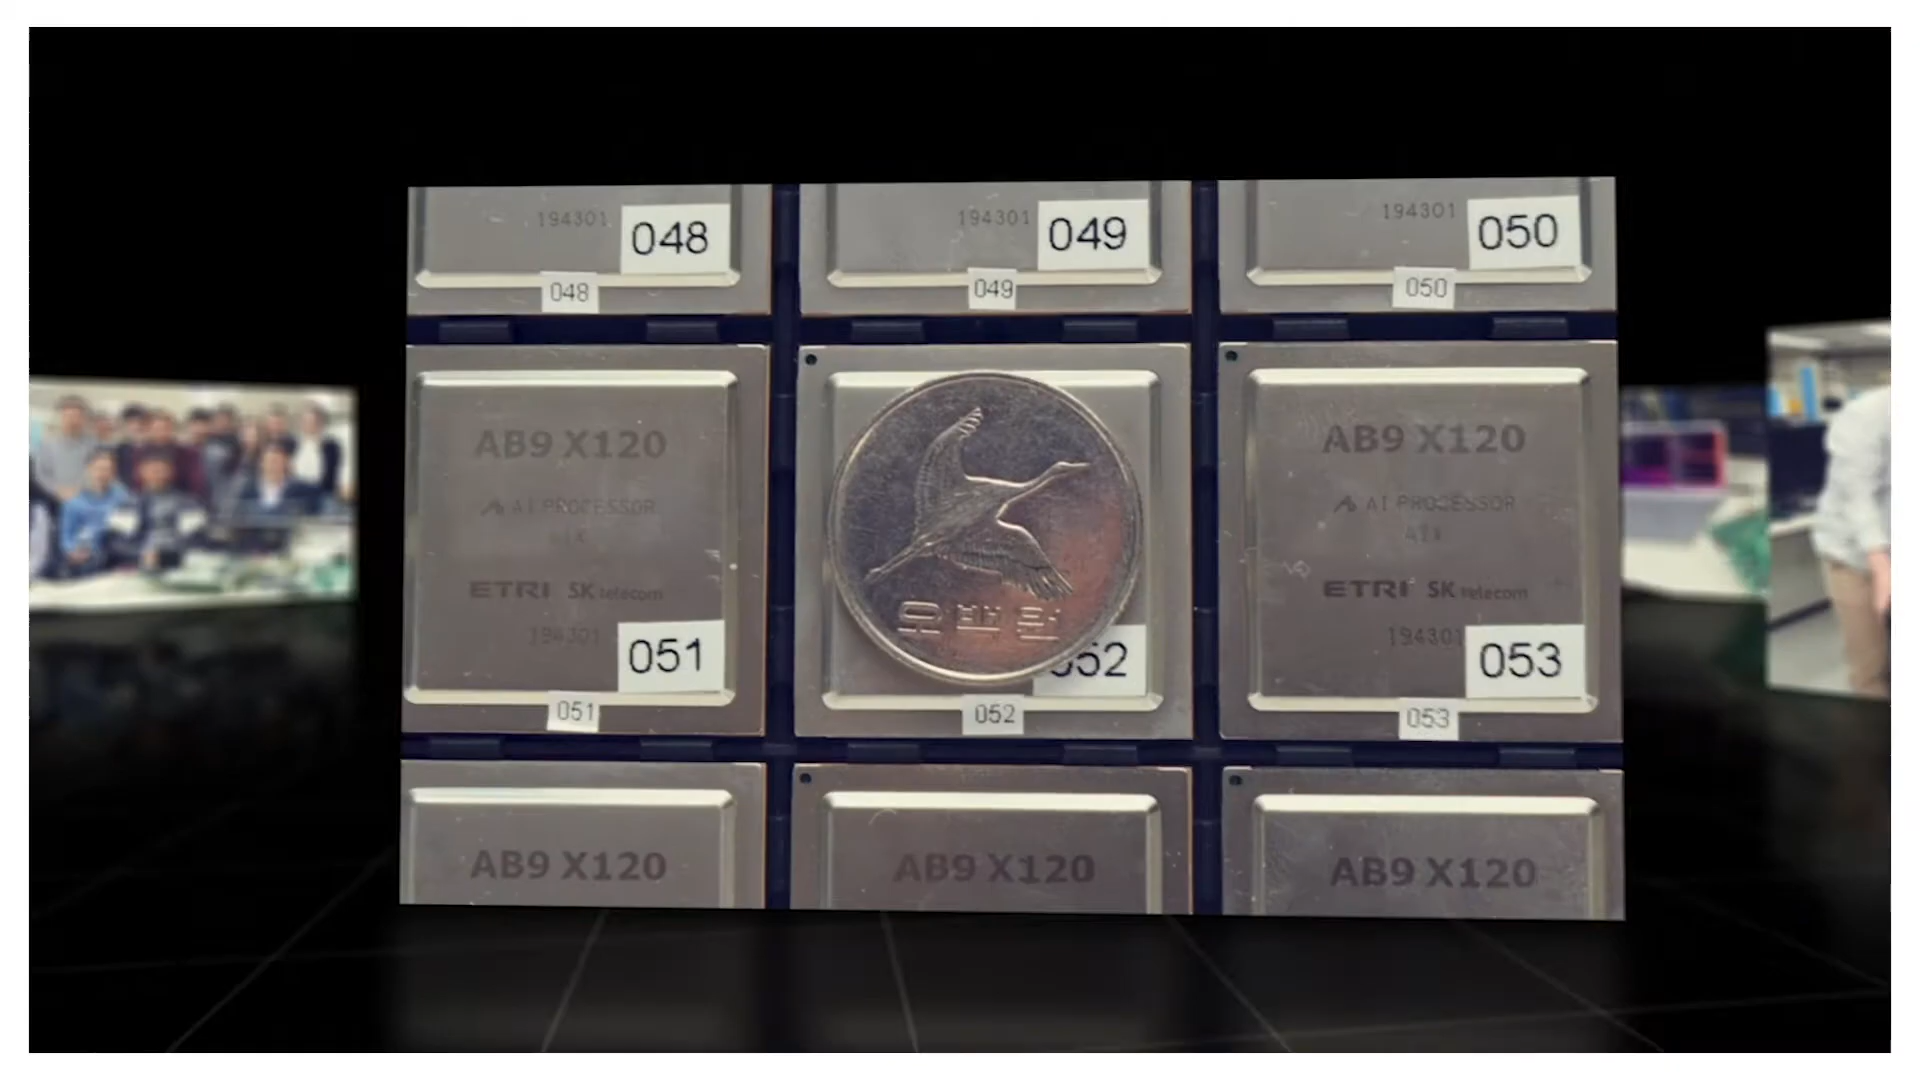 194301 048
048
194301 049
049
194301 050
050
AB9 X120
AI PROCESSOR
AIX
ETRI SK telecom
194301 051
051
오백원
052
AB9 X120
AI PROCESSOR
AIX
ETRI SK telecom
194301 053
053
AB9 X120
AB9 X120
AB9 X120